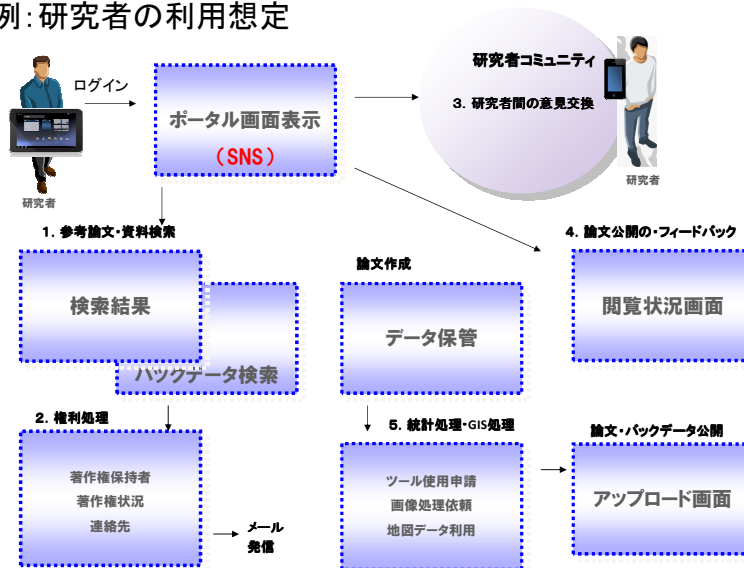 例：研究者の利用想定
ログイン
研究者
ポータル画面表示
（SNS）
研究者コミュニティ
3. 研究者間の意見交換
研究者
1. 参考論文・資料検索
検索結果
バックデータ検索
2. 権利処理
著作権保持者
著作権状況
連絡先
メール
発信
論文作成
データ保管
5. 統計処理・GIS処理
ツール使用申請
画像処理依頼
地図データ利用
4. 論文公開の・フィードバック
閲覧状況画面
論文・バックデータ公開
アップロード画面